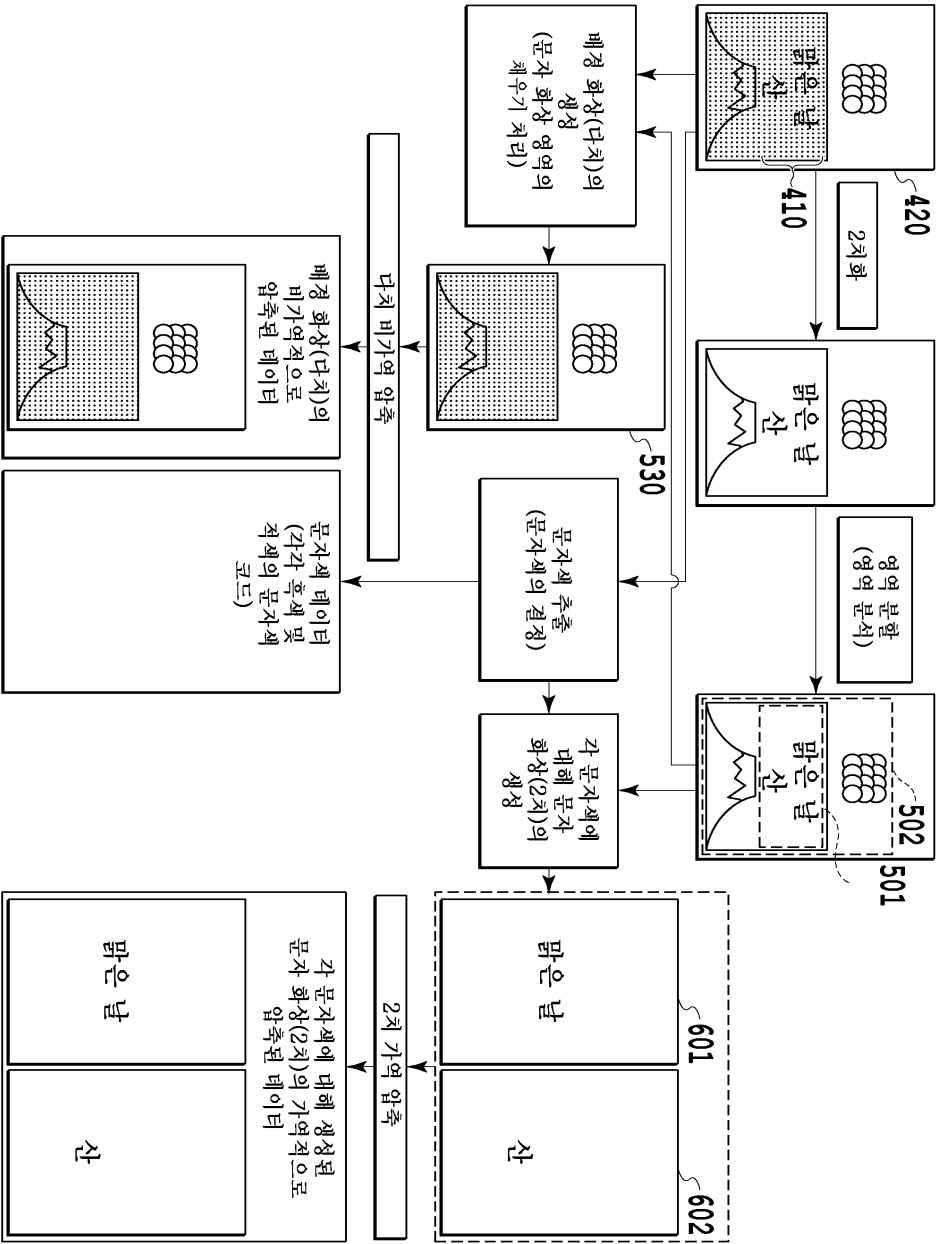 420
맑은 날
산
410
2치화
맑은 날
산
영역 분할
(영역 분석)
502
501
맑은 날
산
배경 화상(다치)의
생성
(문자 화상 영역의
채우기 처리)
530
문자색 추출
(문자색의 결정)
각 문자색에
대해 문자
화상(2치)의
생성
601
맑은 날
602
산
다치 비가역 압축
2치 가역 압축
배경 화상(다치)의
비가역적으로
압축된 데이터
문자색 데이터
(각각 흑색 및
적색의 문자색
코드)
각 문자색에 대해 생성된
문자 화상(2치)의 가역적으로
압축된 데이터
맑은 날
산